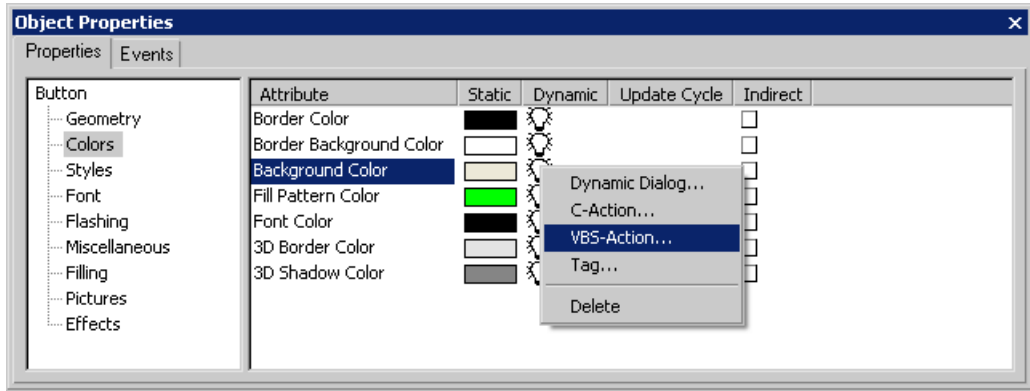 Object Properties
Properties Events
Button
Geometry
Colors
Styles
Font
Flashing
Miscellaneous
Filling
Pictures
Effects
Attribute Static Dynamic Update Cycle Indirect
Border Color
Border Background Color
Background Color
Fill Pattern Color
Font Color
3D Border Color
3D Shadow Color
Dynamic Dialog...
C-Action...
VBS-Action...
Tag...
Delete